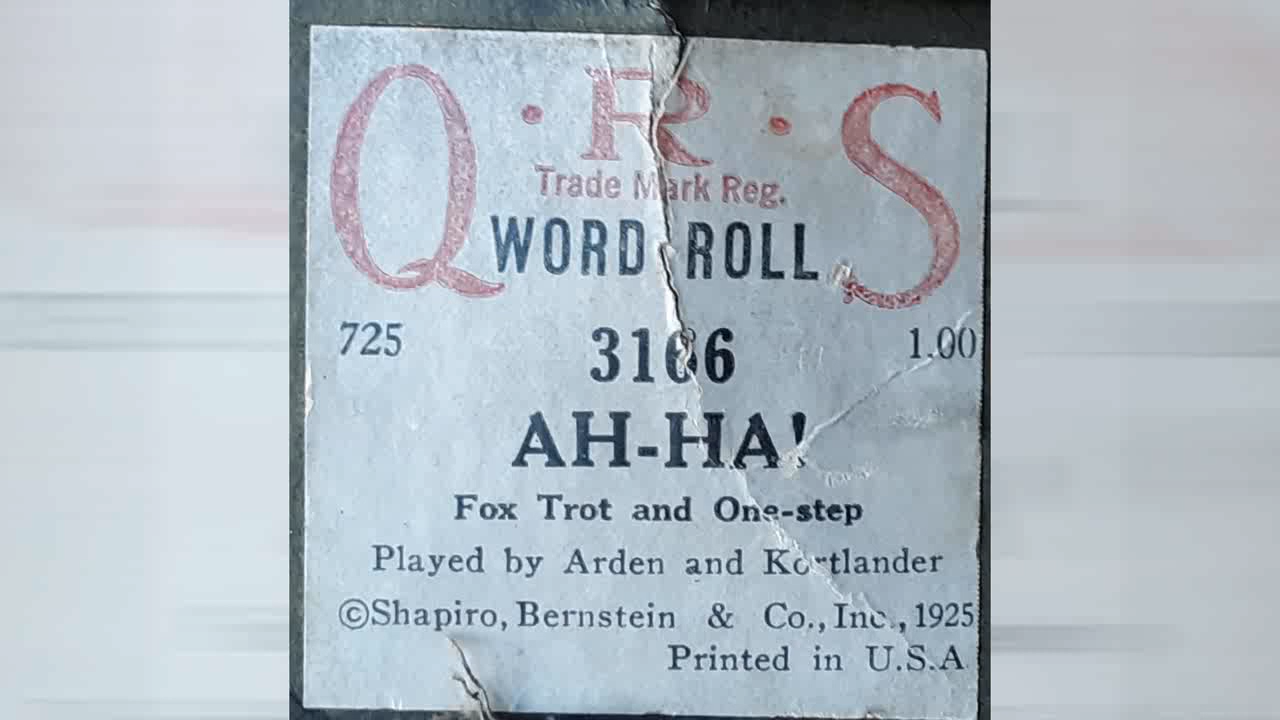 Q·R·S
Trade Mark Reg.
WORD ROLL
725 3166 1.00
AH-HA!
Fox Trot and One-step
Played by Arden and Kortlander
©Shapiro, Bernstein & Co., Inc., 1925
Printed in U.S.A